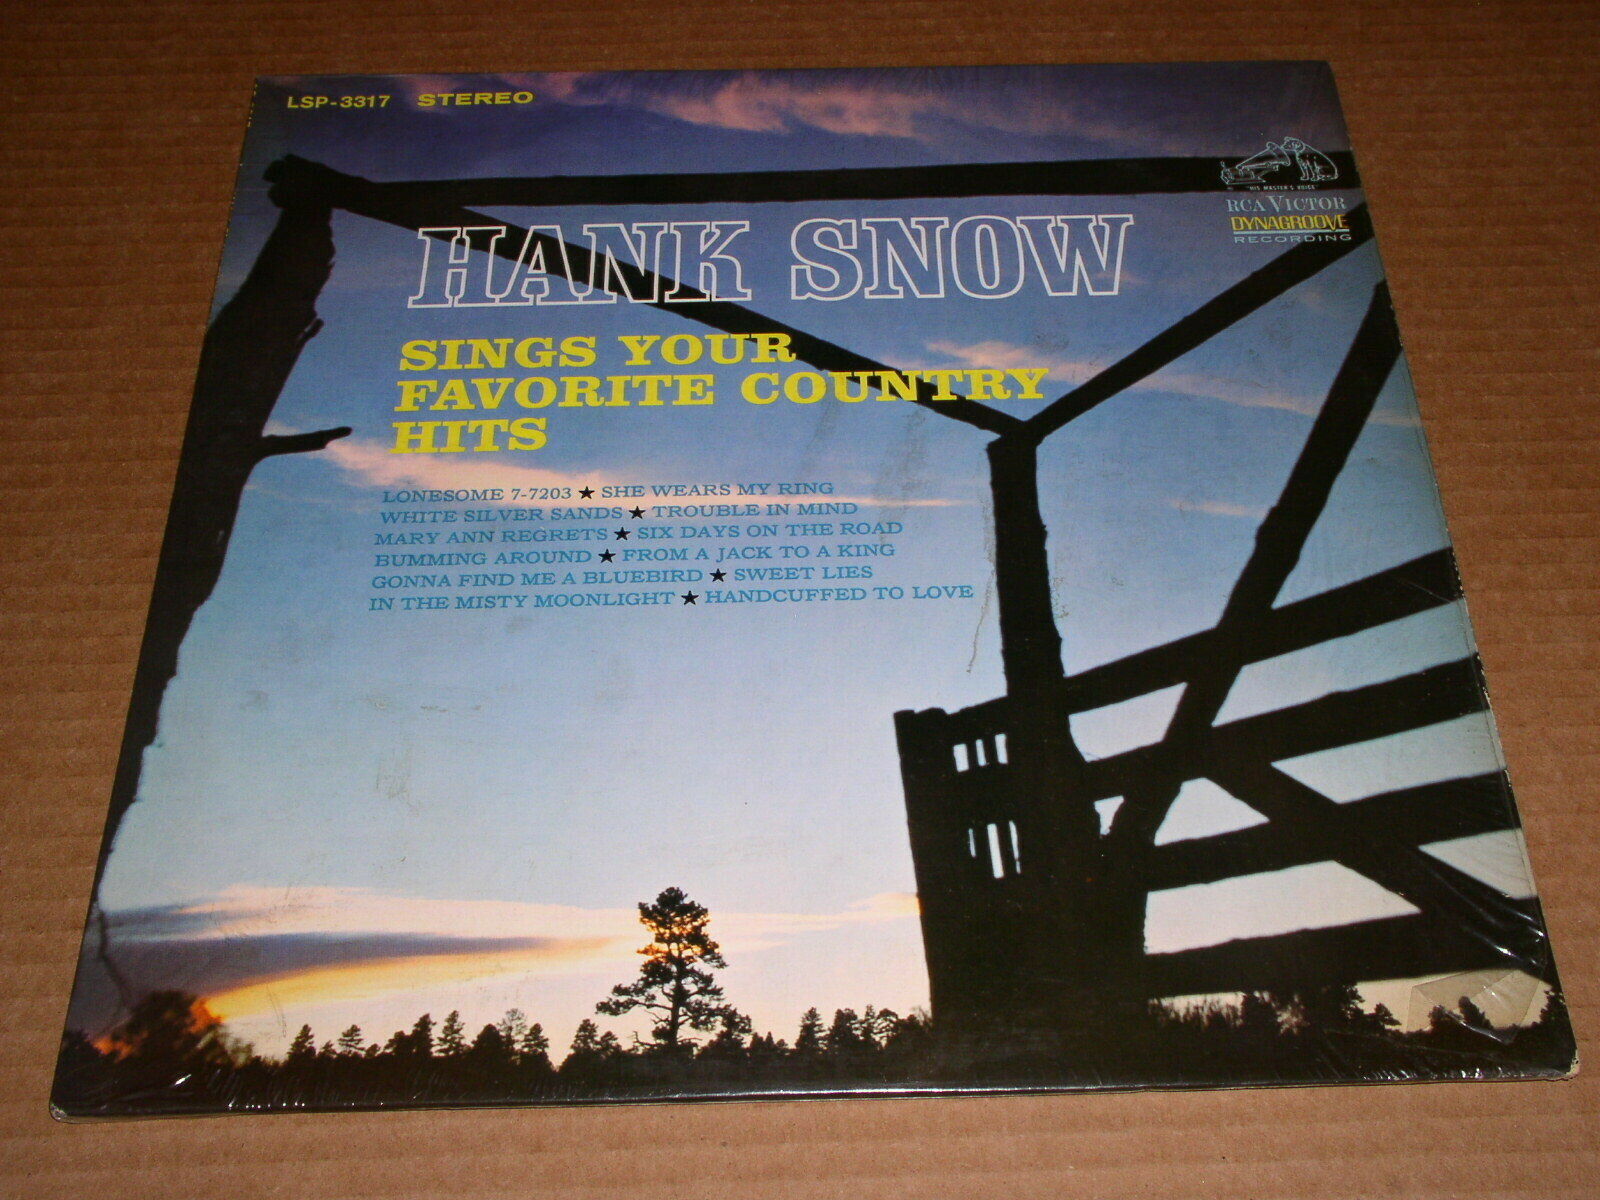 LSP-3317 STEREO
"HIS MASTER'S VOICE"
RCA VICTOR
DYNAGROOVE
RECORDING
HANK SNOW
SINGS YOUR
FAVORITE COUNTRY
HITS
LONESOME 7-7203 ★ SHE WEARS MY RING
WHITE SILVER SANDS ★ TROUBLE IN MIND
MARY ANN REGRETS ★ SIX DAYS ON THE ROAD
BUMMING AROUND ★ FROM A JACK TO A KING
GONNA FIND ME A BLUEBIRD ★ SWEET LIES
IN THE MISTY MOONLIGHT ★ HANDCUFFED TO LOVE